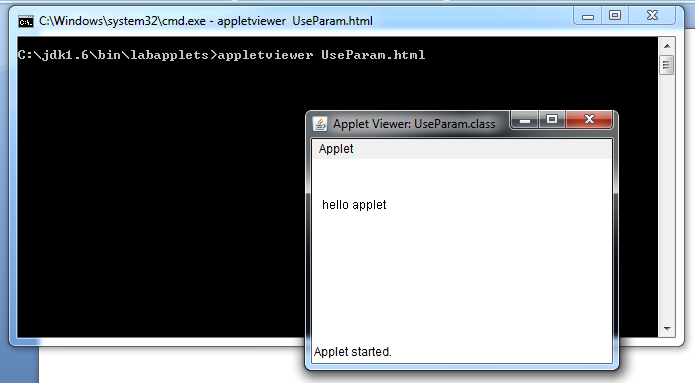 C:\Windows\system32\cmd.exe - appletviewer  UseParam.html
C:\jdk1.6\bin\labapplets>appletviewer UseParam.html
Applet Viewer: UseParam.class
Applet
hello applet
Applet started.